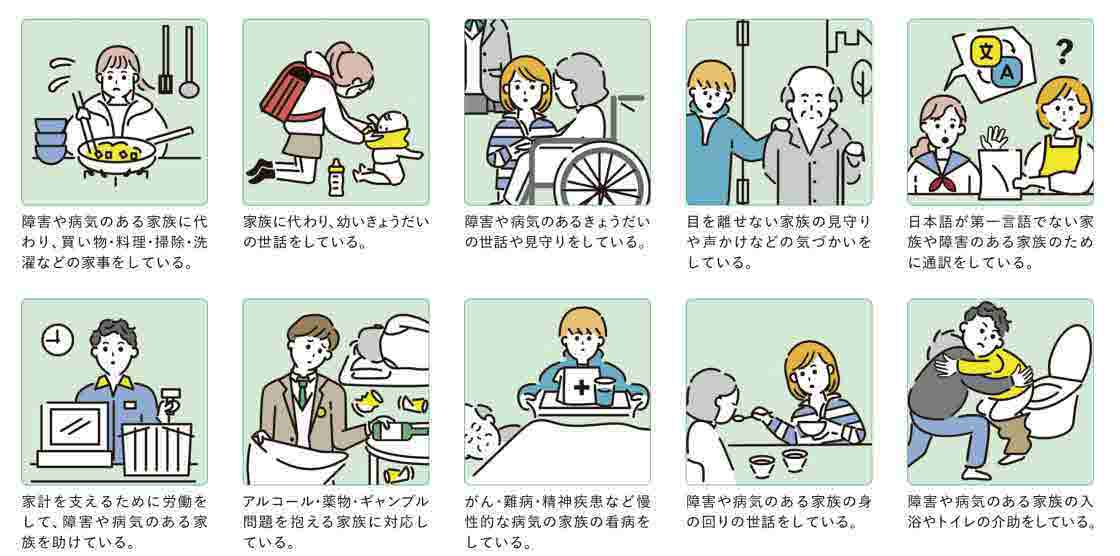 文
A
?
障害や病気のある家族に代
わり、買い物・料理・掃除・洗
濯などの家事をしている。
家族に代わり、幼いきょうだい
の世話をしている。
障害や病気のあるきょうだい
の世話や見守りをしている。
目を離せない家族の見守り
や声かけなどの気づかいを
している。
日本語が第一言語でない家
族や障害のある家族のため
に通訳をしている。
家計を支えるために労働を
して、障害や病気のある家
族を助けている。
アルコール・薬物・ギャンブル
問題を抱える家族に対応し
ている。
がん・難病・精神疾患など慢
性的な病気の家族の看病を
している。
障害や病気のある家族の身
の回りの世話をしている。
障害や病気のある家族の入
浴やトイレの介助をしている。